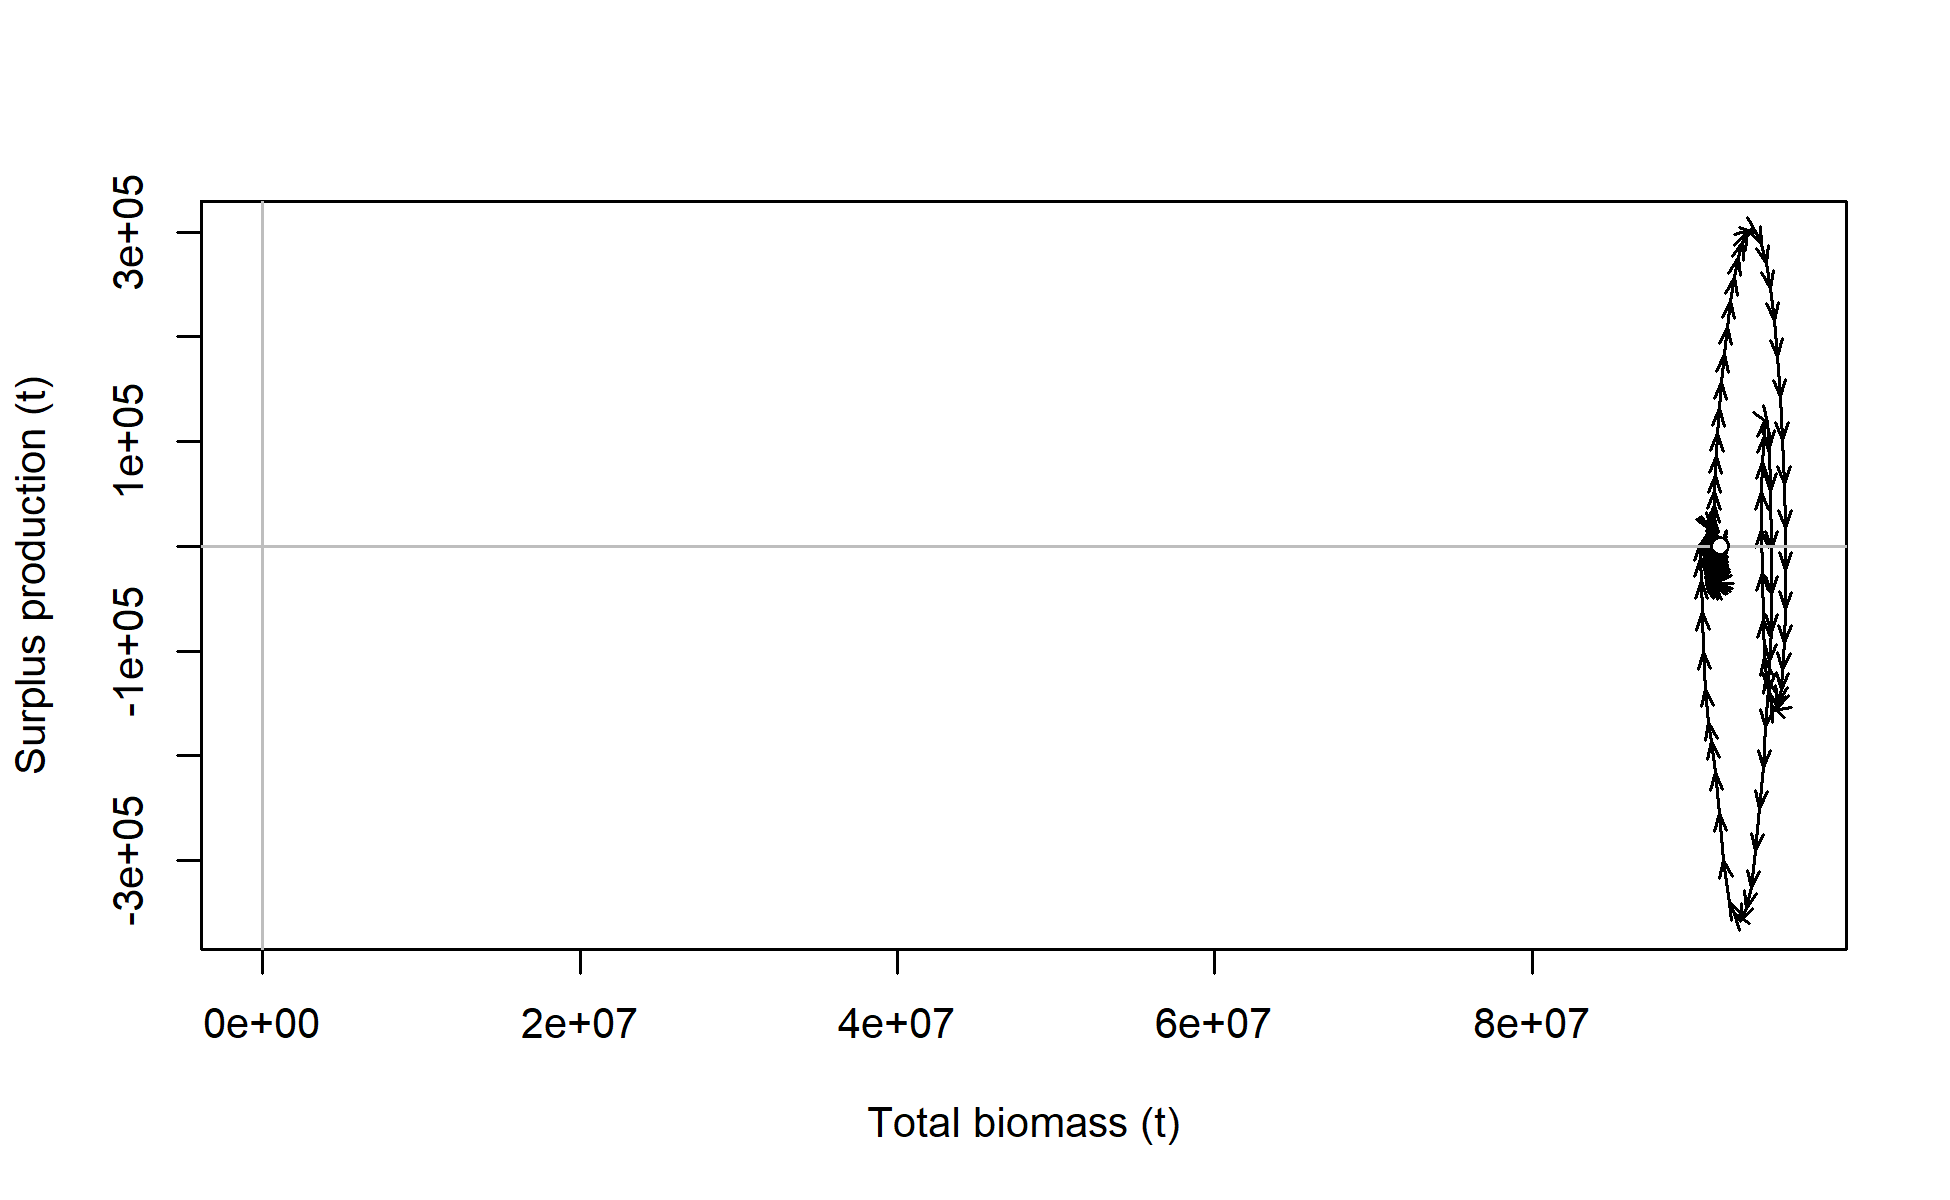 3e+05
1e+05
-1e+05
-3e+05
Surplus production (t)
0e+00 2e+07 4e+07 6e+07 8e+07
Total biomass (t)